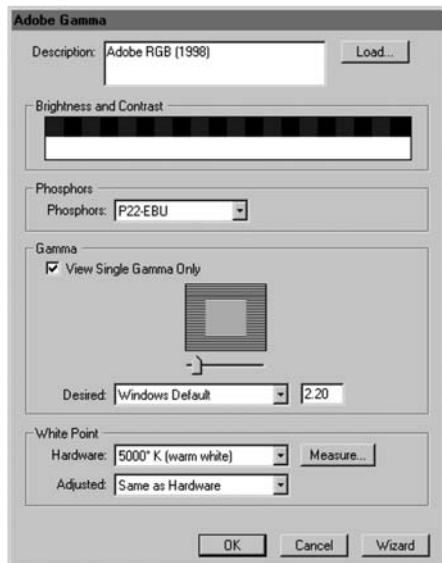 Adobe Gamma
Description: Adobe RGB (1998) Load...
Brightness and Contrast
Phosphors
Phosphors: P22-EBU
Gamma
View Single Gamma Only
Desired: Windows Default 2.20
White Point
Hardware: 5000° K (warm white) Measure...
Adjusted: Same as Hardware
OK Cancel Wizard